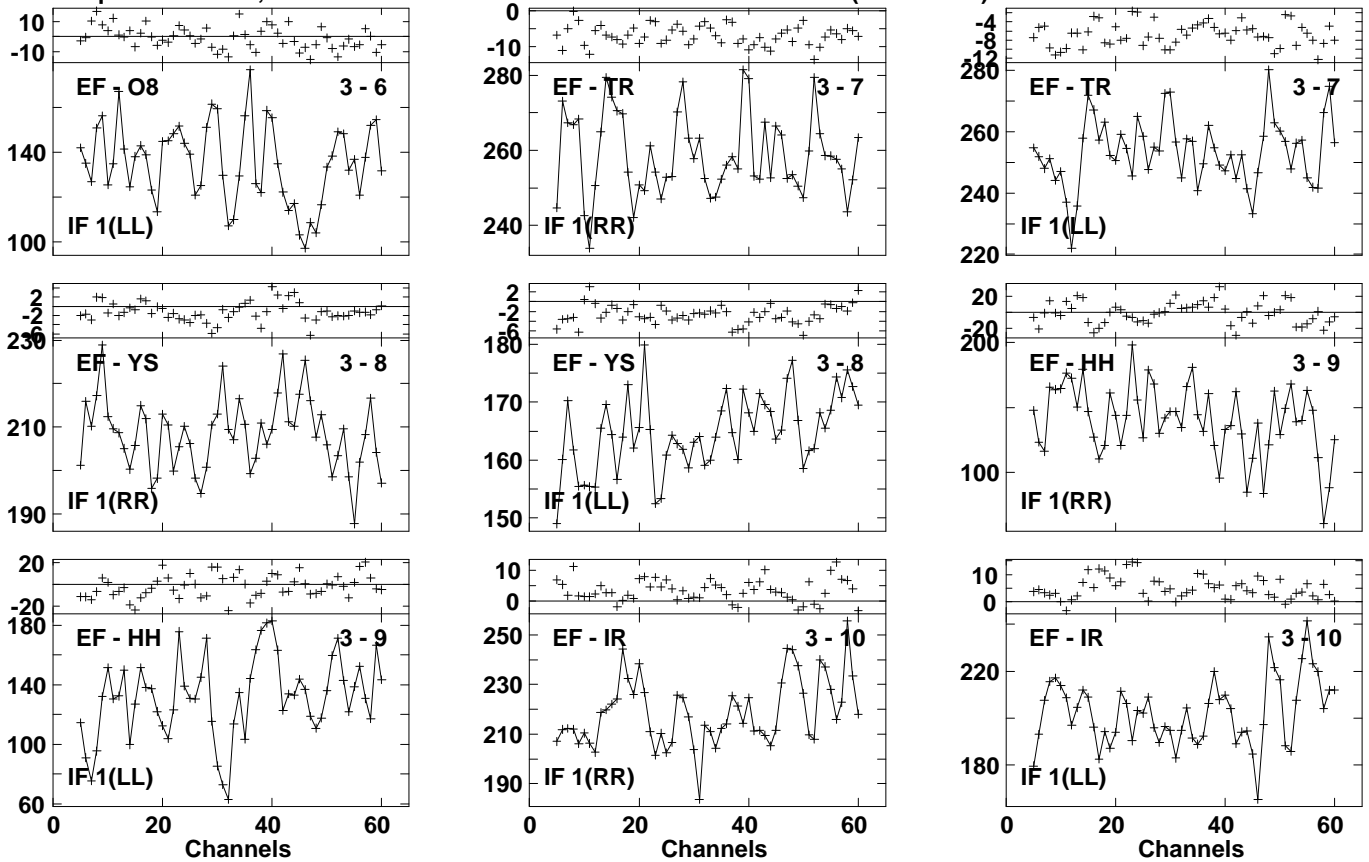 10
-10
EF - O8 3 - 6
140
IF 1(LL)
100
0
-10
280
EF - TR 3 - 7
260
240
IF 1(RR)
-4
-8
-12
280
EF - TR 3 - 7
260
240
IF 1(LL)
220
2
-2
-6
230
EF - YS 3 - 8
210
IF 1(RR)
190
2
-2
-6
180
EF - YS 3 - 8
170
160
IF 1(LL)
150
20
-20
200
EF - HH 3 - 9
100
IF 1(RR)
20
-20
180
EF - HH 3 - 9
140
100
IF 1(LL)
60
0 20 40 60
Channels
10
0
EF - IR 3 - 10
250
230
210
IF 1(RR)
190
0 20 40 60
Channels
10
0
EF - IR 3 - 10
220
180
IF 1(LL)
0 20 40 60
Channels